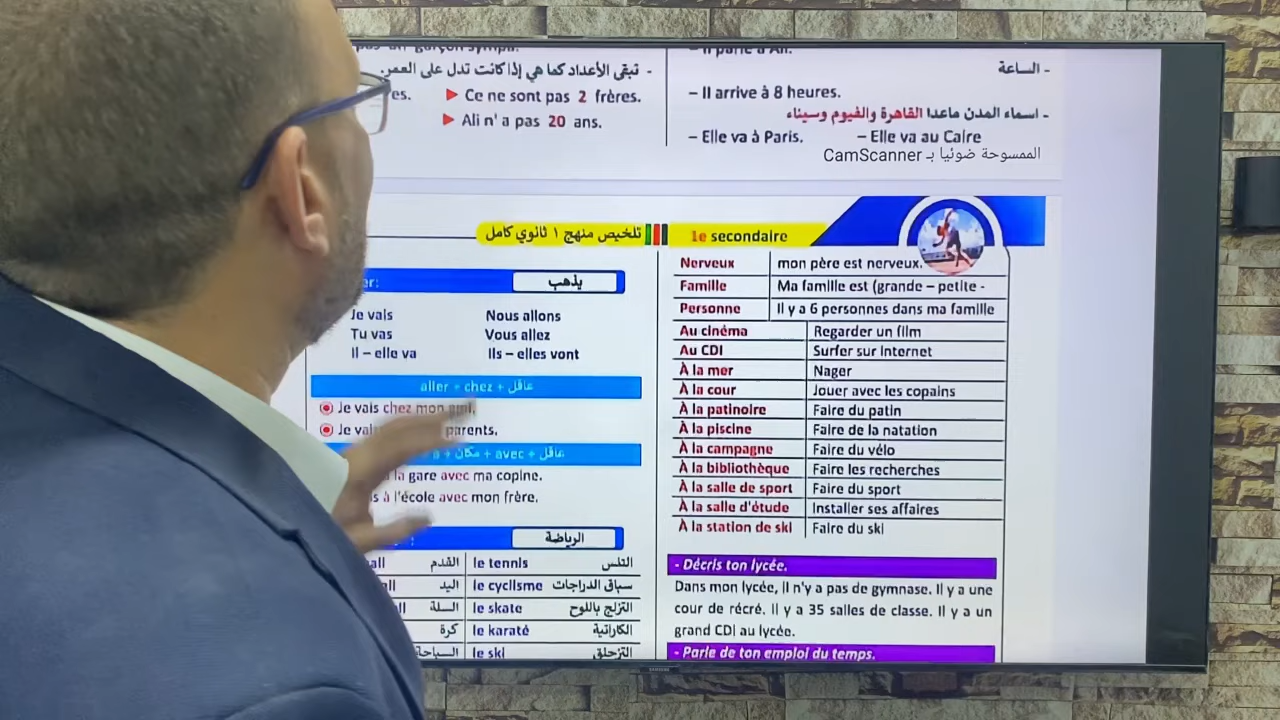 - تبقى الأعداد كما هي إذا كانت تدل على العمر.
es. ► Ce ne sont pas 2 frères.
► Ali n' a pas 20 ans.
– Il parle à Ali.
- الساعة
– Il arrive à 8 heures.
- اسماء المدن ماعدا القاهرة والفيوم وسيناء
– Elle va à Paris. – Elle va au Caire
الممسوحة ضوئيا بـ CamScanner
تلخيص منهج ١ ثانوي كامل
1e secondaire
er: يذهب
Je vais Nous allons
Tu vas Vous allez
Il – elle va Ils – elles vont
aller + chez + عاقل
Je vais chez mon ami.
Je vais parents.
à + مكان + avec + عاقل
la gare avec ma copine.
s à l'école avec mon frère.
الرياضة
all القدم le tennis التنس
ll اليد le cyclisme سباق الدراجات
ll السلة le skate التزلج باللوح
كرة le karaté الكاراتية
السباحة le ski التزحلق
Nerveux mon père est nerveux.
Famille Ma famille est (grande – petite -
Personne Il y a 6 personnes dans ma famille
Au cinéma Regarder un film
Au CDI Surfer sur Internet
À la mer Nager
À la cour Jouer avec les copains
À la patinoire Faire du patin
À la piscine Faire de la natation
À la campagne Faire du vélo
À la bibliothèque Faire les recherches
À la salle de sport Faire du sport
À la salle d'étude Installer ses affaires
À la station de ski Faire du ski
- Décris ton lycée.
Dans mon lycée, il n'y a pas de gymnase. Il y a une
cour de récré. Il y a 35 salles de classe. Il y a un
grand CDI au lycée.
- Parle de ton emploi du temps.
SAMSUNG